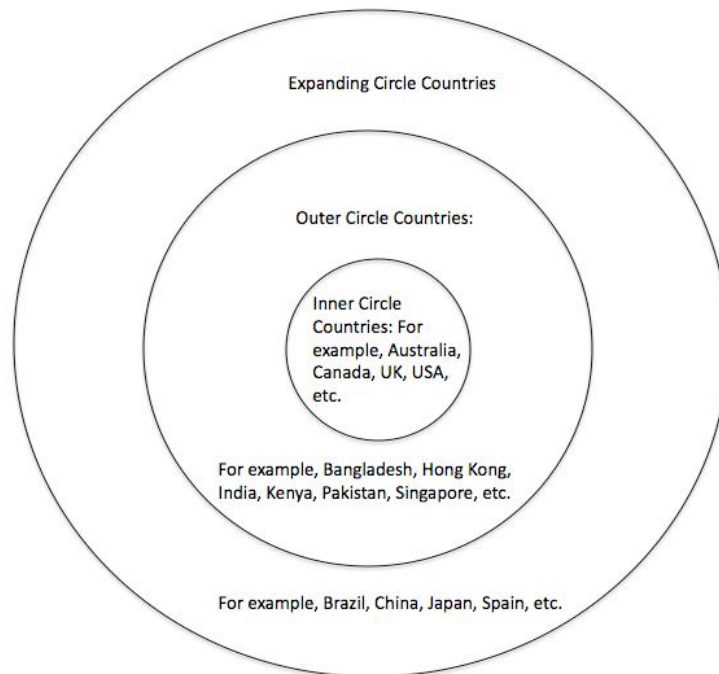 Expanding Circle Countries
Outer Circle Countries:
Inner Circle
Countries: For
example, Australia,
Canada, UK, USA,
etc.
For example, Bangladesh, Hong Kong,
India, Kenya, Pakistan, Singapore, etc.
For example, Brazil, China, Japan, Spain, etc.